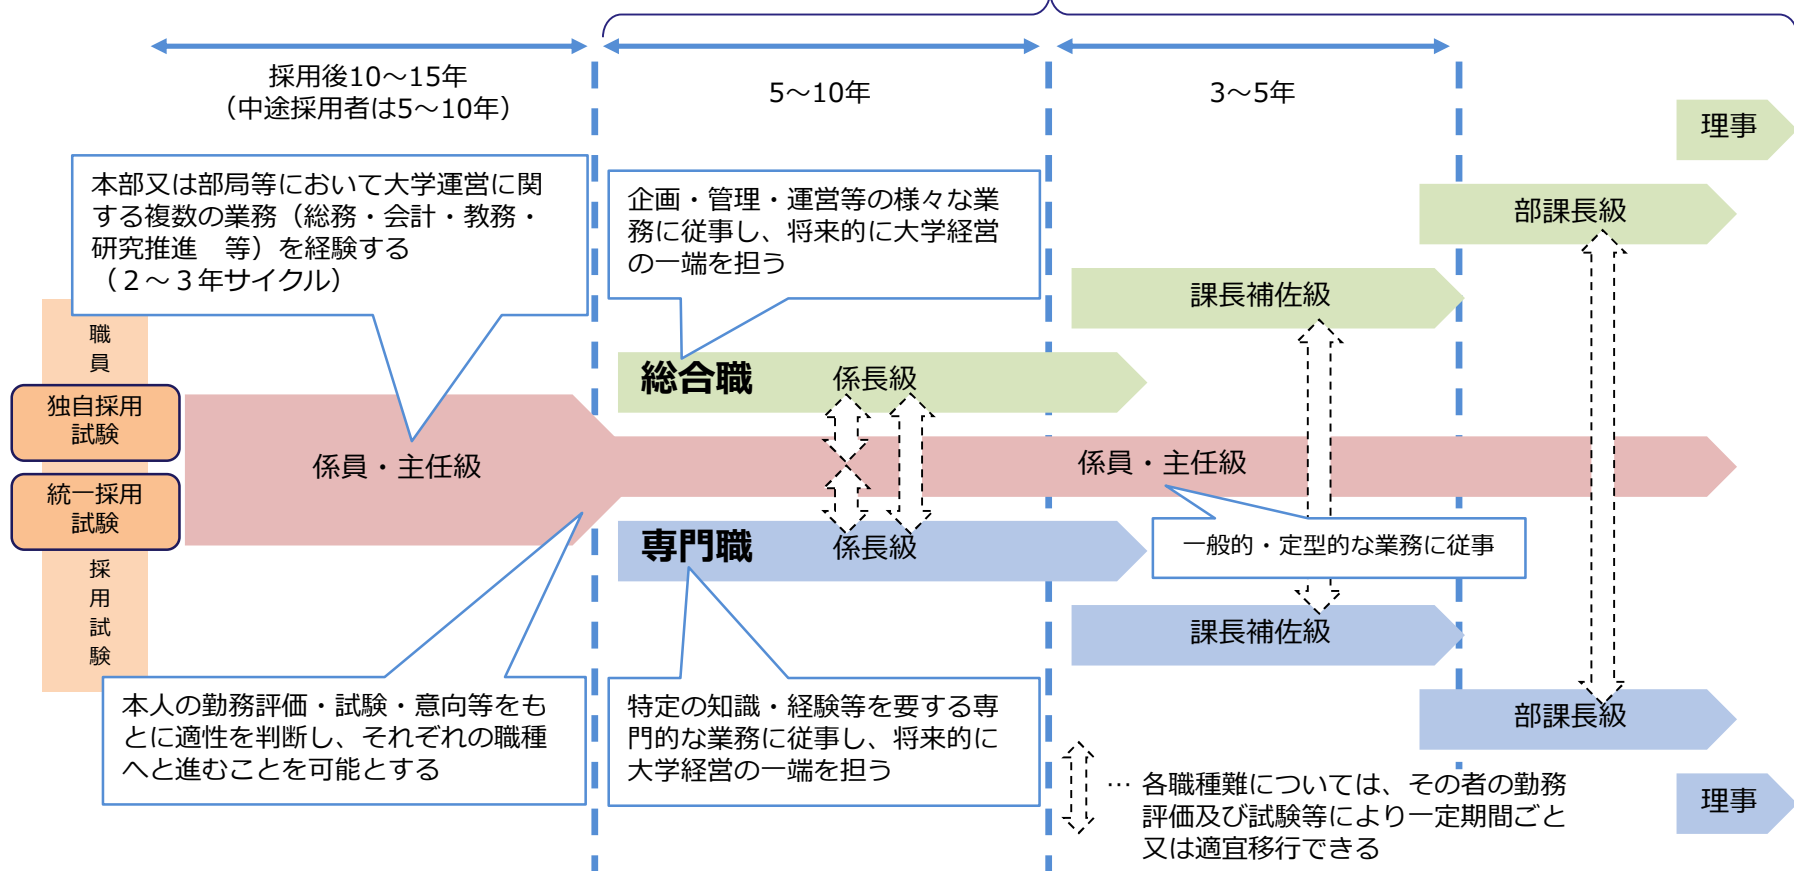 採用後10～15年
（中途採用者は5～10年）
5～10年
3～5年
理事
部課長級
本部又は部局等において大学運営に関
する複数の業務（総務・会計・教務・
研究推進　等）を経験する
（２～３年サイクル）
企画・管理・運営等の様々な業
務に従事し、将来的に大学経営
の一端を担う
課長補佐級
職
員
独自採用
試験
統一採用
試験
採
用
試
験
総合職
係長級
係員・主任級
係員・主任級
専門職
係長級
一般的・定型的な業務に従事
課長補佐級
本人の勤務評価・試験・意向等をも
とに適性を判断し、それぞれの職種
へと進むことを可能とする
特定の知識・経験等を要する専
門的な業務に従事し、将来的に
大学経営の一端を担う
部課長級
… 各職種難については、その者の勤務
評価及び試験等により一定期間ごと
又は適宜移行できる
理事